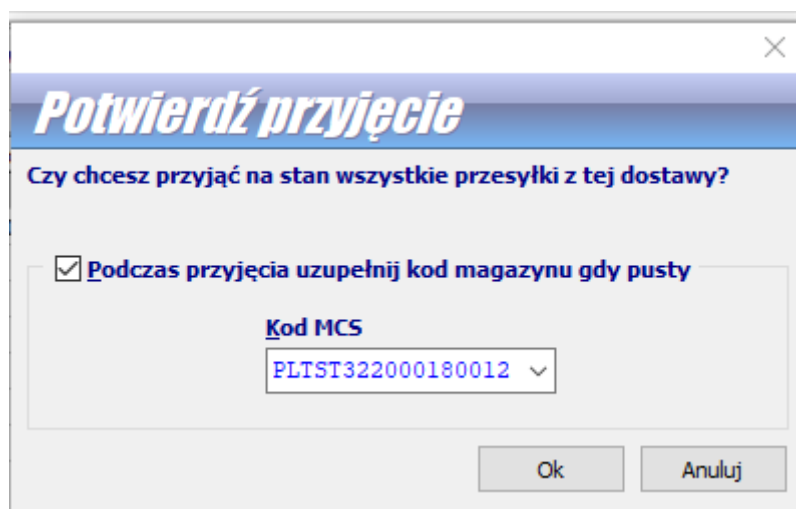 Potwierdź przyjęcie
Czy chcesz przyjąć na stan wszystkie przesyłki z tej dostawy?
Podczas przyjęcia uzupełnij kod magazynu gdy pusty
Kod MCS
PLTST322000180012
Ok Anuluj